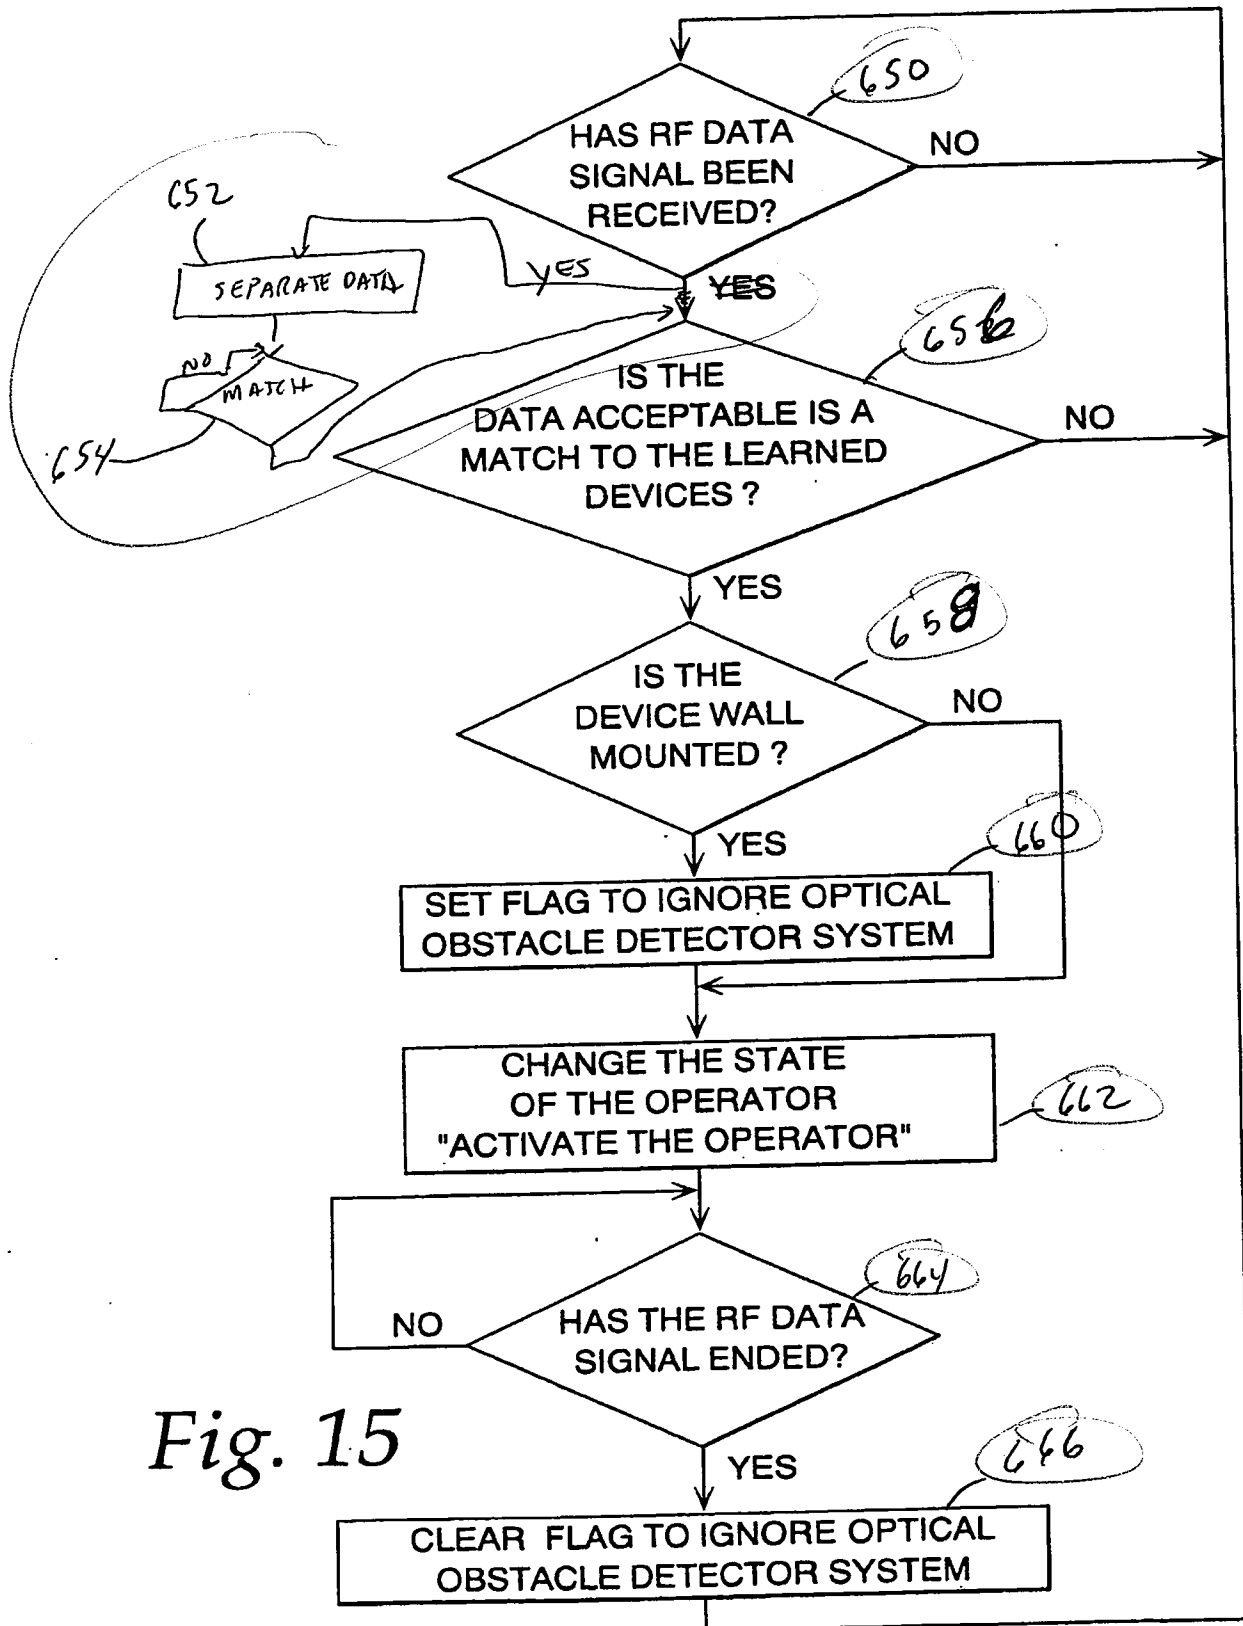 650
HAS RF DATA
SIGNAL BEEN
RECEIVED?
NO
652
SEPARATE DATA
YES
YES
NO
MATCH
654
656
IS THE
DATA ACCEPTABLE IS A
MATCH TO THE LEARNED
DEVICES ?
NO
YES
658
IS THE
DEVICE WALL
MOUNTED ?
NO
YES
660
SET FLAG TO IGNORE OPTICAL
OBSTACLE DETECTOR SYSTEM
CHANGE THE STATE
OF THE OPERATOR
"ACTIVATE THE OPERATOR"
662
664
HAS THE RF DATA
SIGNAL ENDED?
NO
YES
Fig. 15
666
CLEAR FLAG TO IGNORE OPTICAL
OBSTACLE DETECTOR SYSTEM